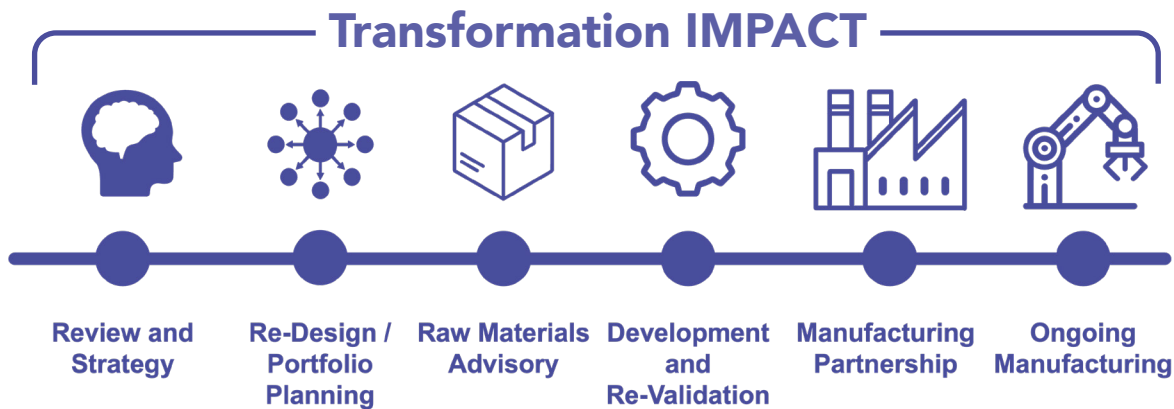 Transformation IMPACT
Review and
Strategy
Re-Design /
Portfolio
Planning
Raw Materials
Advisory
Development
and
Re-Validation
Manufacturing
Partnership
Ongoing
Manufacturing